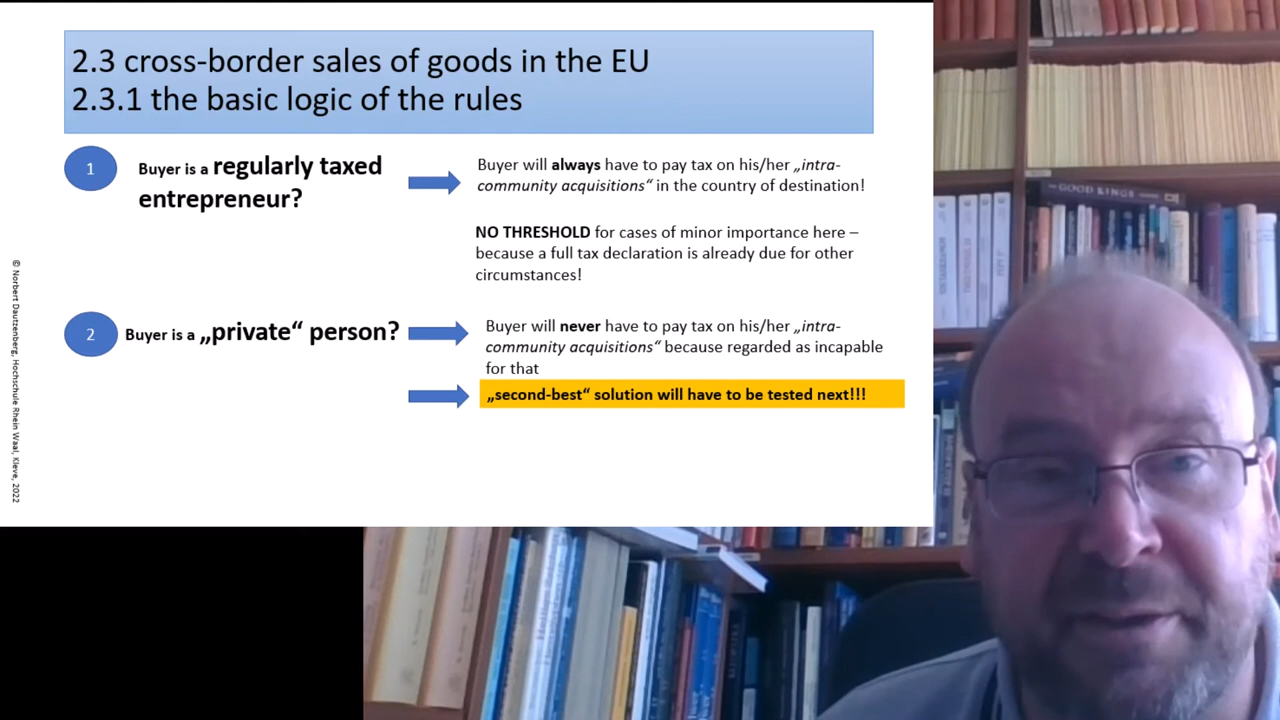 2.3 cross-border sales of goods in the EU
2.3.1 the basic logic of the rules
1
Buyer is a regularly taxed
entrepreneur?
Buyer will always have to pay tax on his/her „intra-
community acquisitions“ in the country of destination!
NO THRESHOLD for cases of minor importance here –
because a full tax declaration is already due for other
circumstances!
2
Buyer is a „private“ person?
Buyer will never have to pay tax on his/her „intra-
community acquisitions“ because regarded as incapable
for that
„second-best“ solution will have to be tested next!!!
© Norbert Dautzenberg, Hochschule Rhein Waal, Kleve, 2022
THE GOOD KINGS